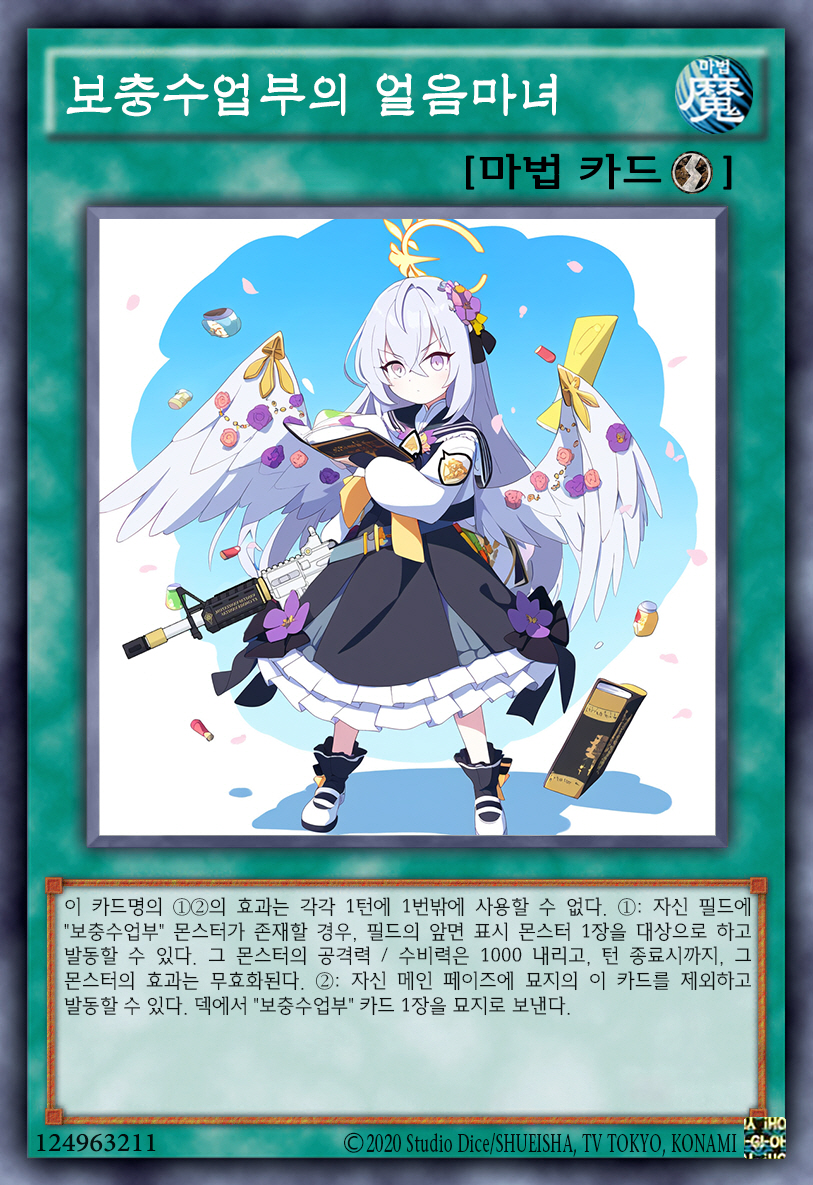 보충수업부의 얼음마녀
마법
魔
[마법 카드]
이 카드명의 ①②의 효과는 각각 1턴에 1번밖에 사용할 수 없다. ①: 자신 필드에
"보충수업부" 몬스터가 존재할 경우, 필드의 앞면 표시 몬스터 1장을 대상으로 하고
발동할 수 있다. 그 몬스터의 공격력 / 수비력은 1000 내리고, 턴 종료시까지, 그
몬스터의 효과는 무효화된다. ②: 자신 메인 페이즈에 묘지의 이 카드를 제외하고
발동할 수 있다. 덱에서 "보충수업부" 카드 1장을 묘지로 보낸다.
124963211
©2020 Studio Dice/SHUEISHA, TV TOKYO, KONAMI